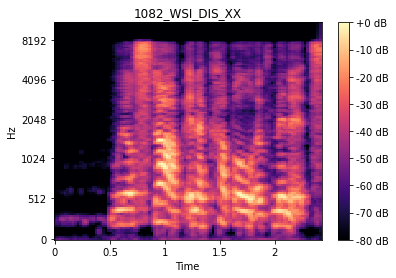 1082_WSI_DIS_XX
+0 dB
8192
-10 dB
4096
-20 dB
-30 dB
2048
Hz
-40 dB
1024
-50 dB
512
-60 dB
-70 dB
0
-80 dB
0
0.5
1
1.5
2
Time